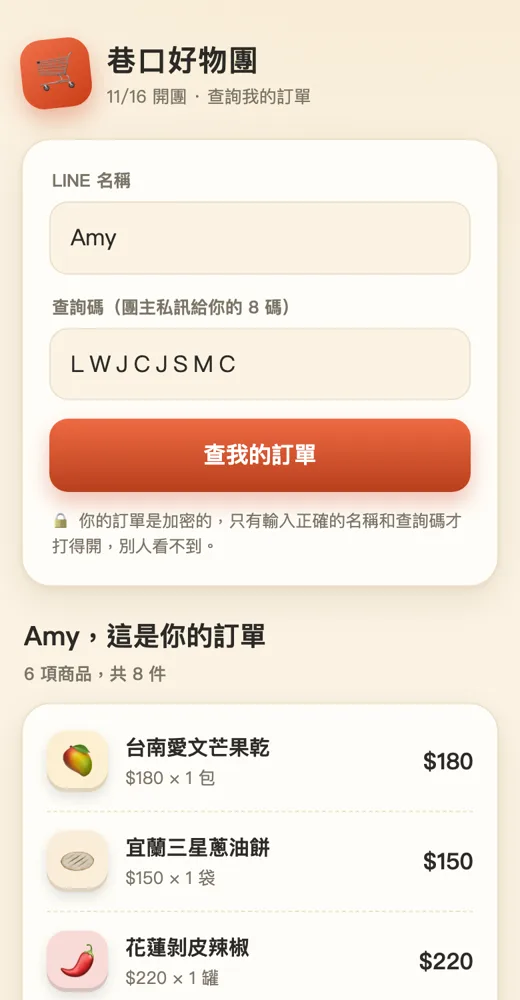 巷口好物團
11/16 開團 · 查詢我的訂單
LINE 名稱
Amy
查詢碼（團主私訊給你的 8 碼）
LWJCJSMC
查我的訂單
你的訂單是加密的，只有輸入正確的名稱和查詢碼才
打得開，別人看不到。
Amy，這是你的訂單
6 項商品，共 8 件
台南愛文芒果乾
$180 × 1 包
$180
宜蘭三星蔥油餅
$150 × 1 袋
$150
花蓮剝皮辣椒
$220 × 1 罐
$220